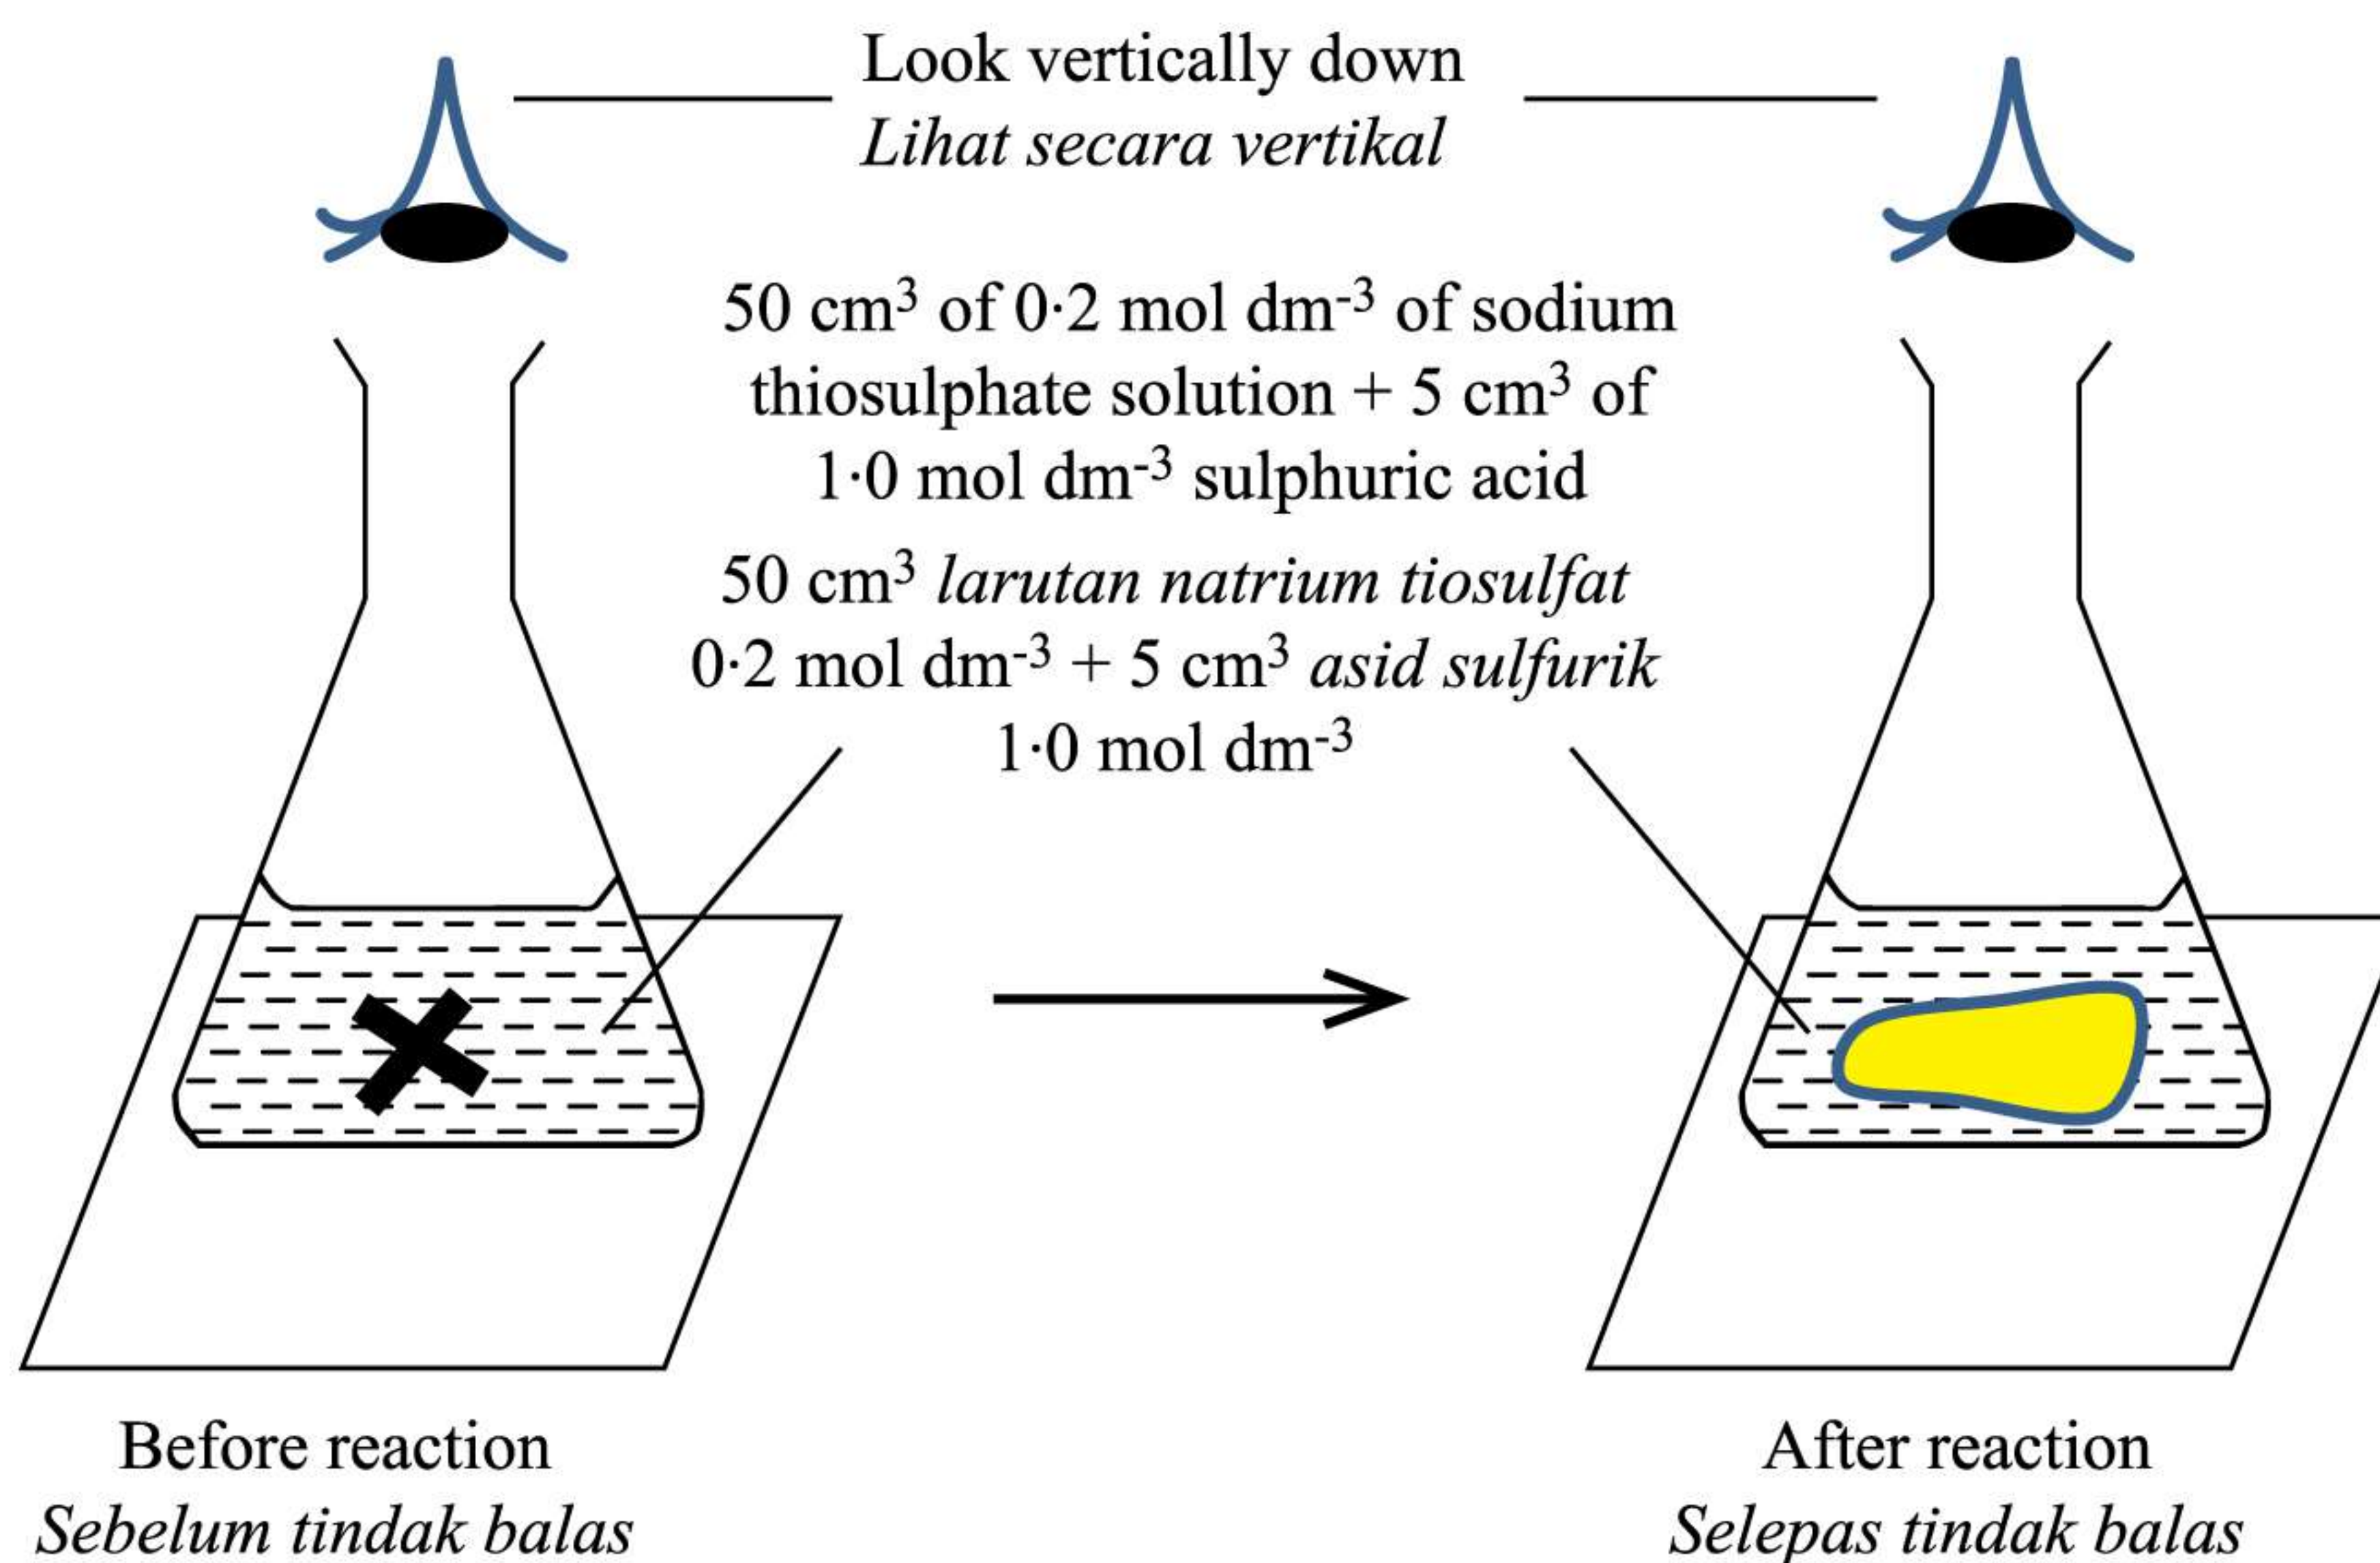 Look vertically down
Lihat secara vertikal
50 cm³ of 0·2 mol dm⁻³ of sodium
thiosulphate solution + 5 cm³ of
1·0 mol dm⁻³ sulphuric acid
50 cm³ larutan natrium tiosulfat
0·2 mol dm⁻³ + 5 cm³ asid sulfurik
1·0 mol dm⁻³
Before reaction
Sebelum tindak balas
After reaction
Selepas tindak balas